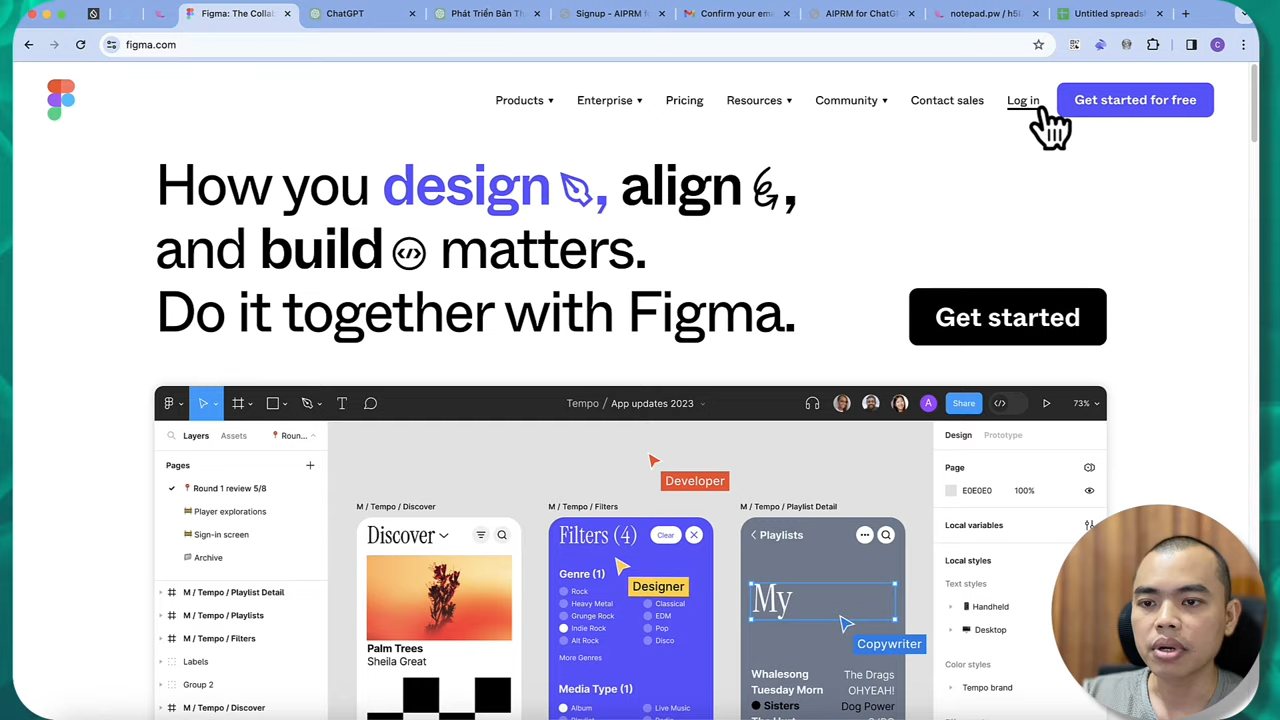 Figma: The Collab
ChatGPT
Phát Triển Bản Th
Signup - AIPRM fo
Confirm your ema
AIPRM for ChatG
notepad.pw / h5l
Untitled spreadsh
figma.com
C
Products
Enterprise
Pricing
Resources
Community
Contact sales
Log in
Get started for free
How you design, align,
and build matters.
Do it together with Figma.
Get started
Tempo / App updates 2023
A
Share
73%
Layers
Assets
Roun...
Pages
Round 1 review 5/8
Player explorations
Sign-in screen
Archive
M / Tempo / Playlist Detail
M / Tempo / Playlists
M / Tempo / Filters
Labels
Group 2
M / Tempo / Discover
Developer
M / Tempo / Discover
Discover
Palm Trees
Sheila Great
M / Tempo / Filters
Filters (4)
Clear
Genre (1)
Designer
Rock
Heavy Metal
Classical
Grunge Rock
EDM
Indie Rock
Pop
Alt Rock
Disco
More Genres
Media Type (1)
Album
Live Music
M / Tempo / Playlist Detail
Playlists
My
Copywriter
Whalesong
The Drags
Tuesday Morn
OHYEAH!
Sisters
Dog Power
Design
Prototype
Page
E0E0E0
100%
Local variables
Local styles
Text styles
Handheld
Desktop
Color styles
Tempo brand